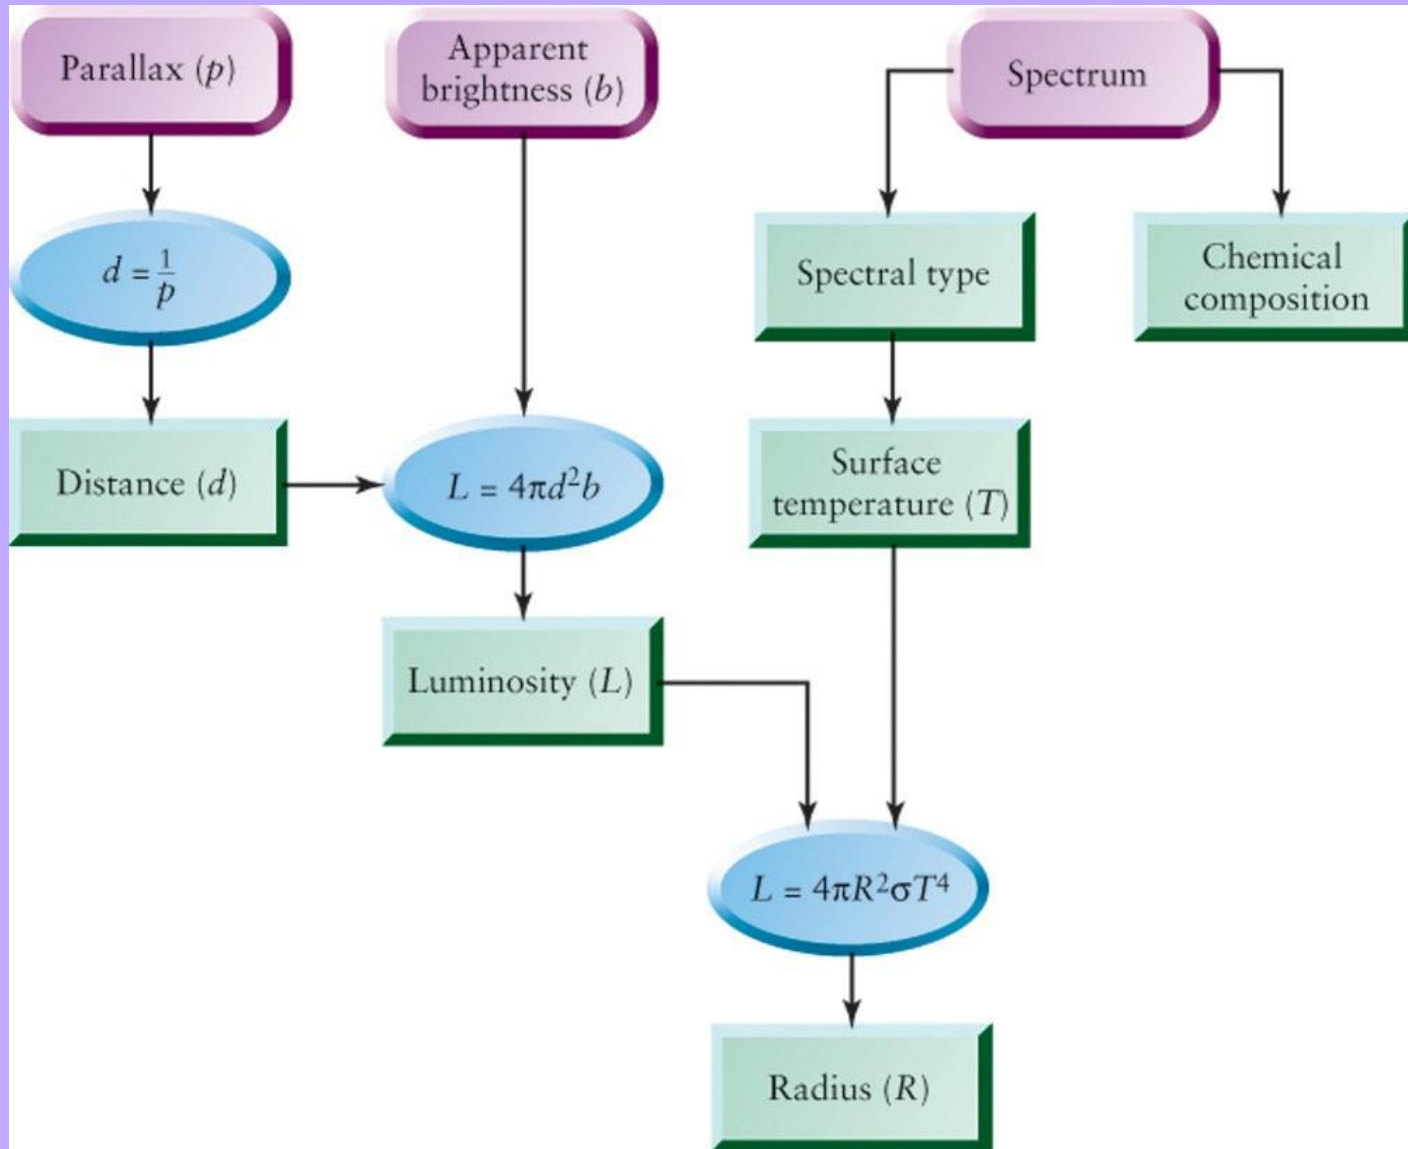 Parallax (p)
Apparent
brightness (b)
Spectrum
d = 1/p
Spectral type
Chemical
composition
Distance (d)
L = 4πd²b
Surface
temperature (T)
Luminosity (L)
L = 4πR²σT⁴
Radius (R)